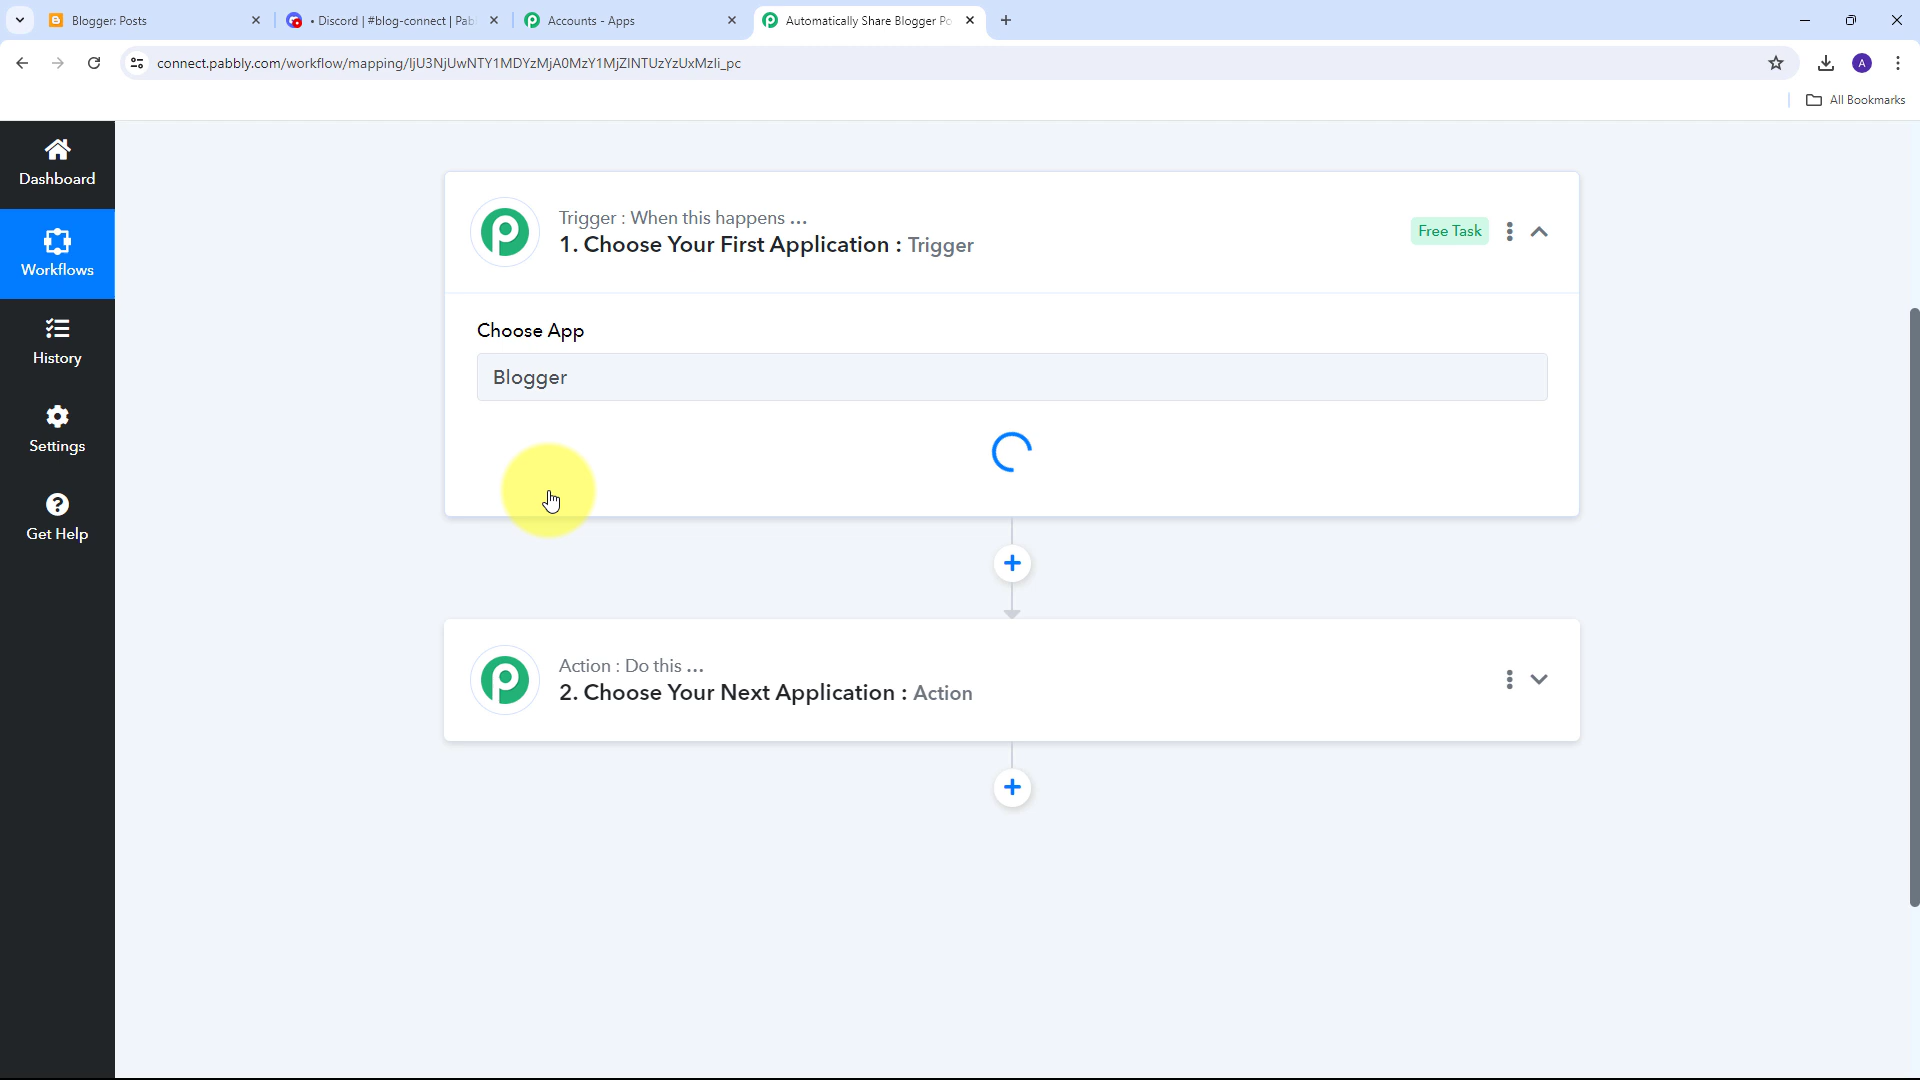 Blogger: Posts
• Discord | #blog-connect | Pab
Accounts - Apps
Automatically Share Blogger Po
connect.pabbly.com/workflow/mapping/IjU3NjUwNTY1MDYzMjA0MzY1MjZINTUzYzUxMzIi_pc
A
All Bookmarks
Dashboard
Workflows
History
Settings
Get Help
Trigger : When this happens ...
1. Choose Your First Application : Trigger
Free Task
Choose App
Blogger
Action : Do this ...
2. Choose Your Next Application : Action